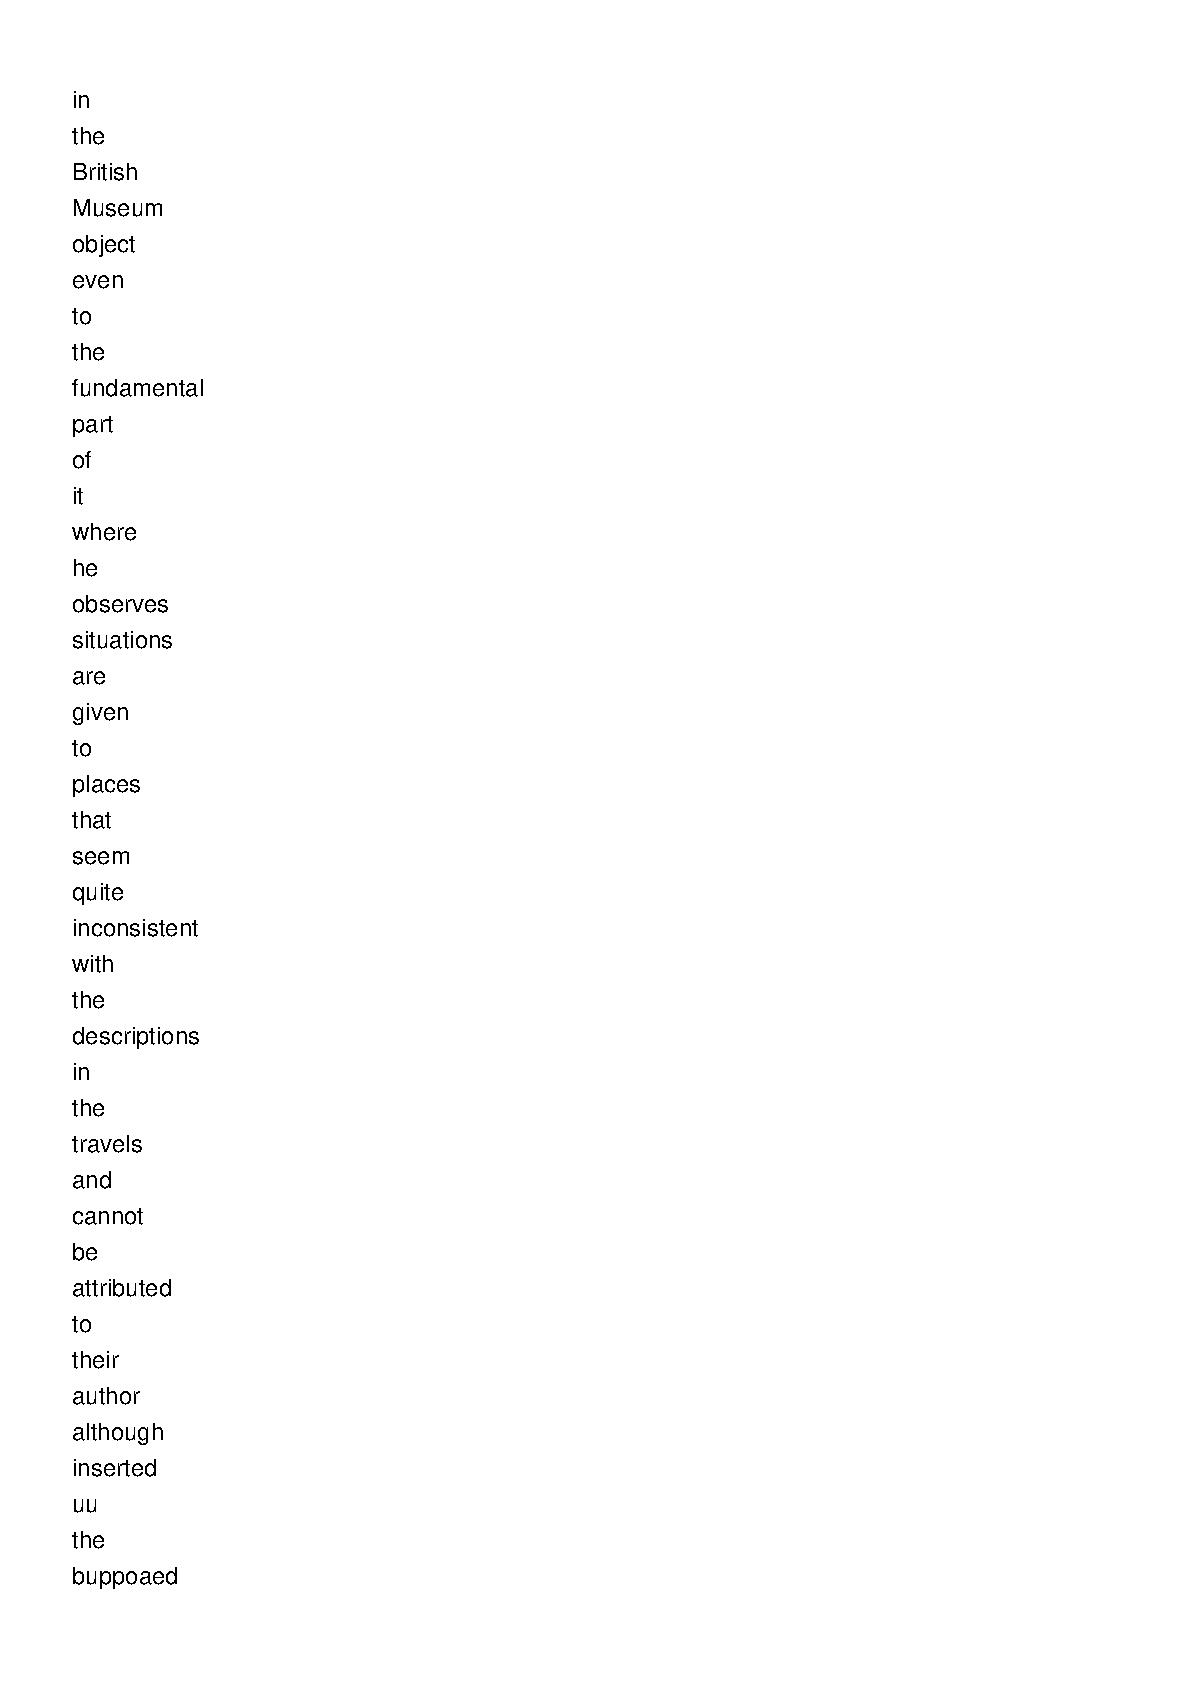 in
the
British
Museum
object
even
to
the
fundamental
part
of
it
where
he
observes
situations
are
given
to
places
that
seem
quite
inconsistent
with
the
descriptions
in
the
travels
and
cannot
be
attributed
to
their
author
although
inserted
uu
the
buppoaed